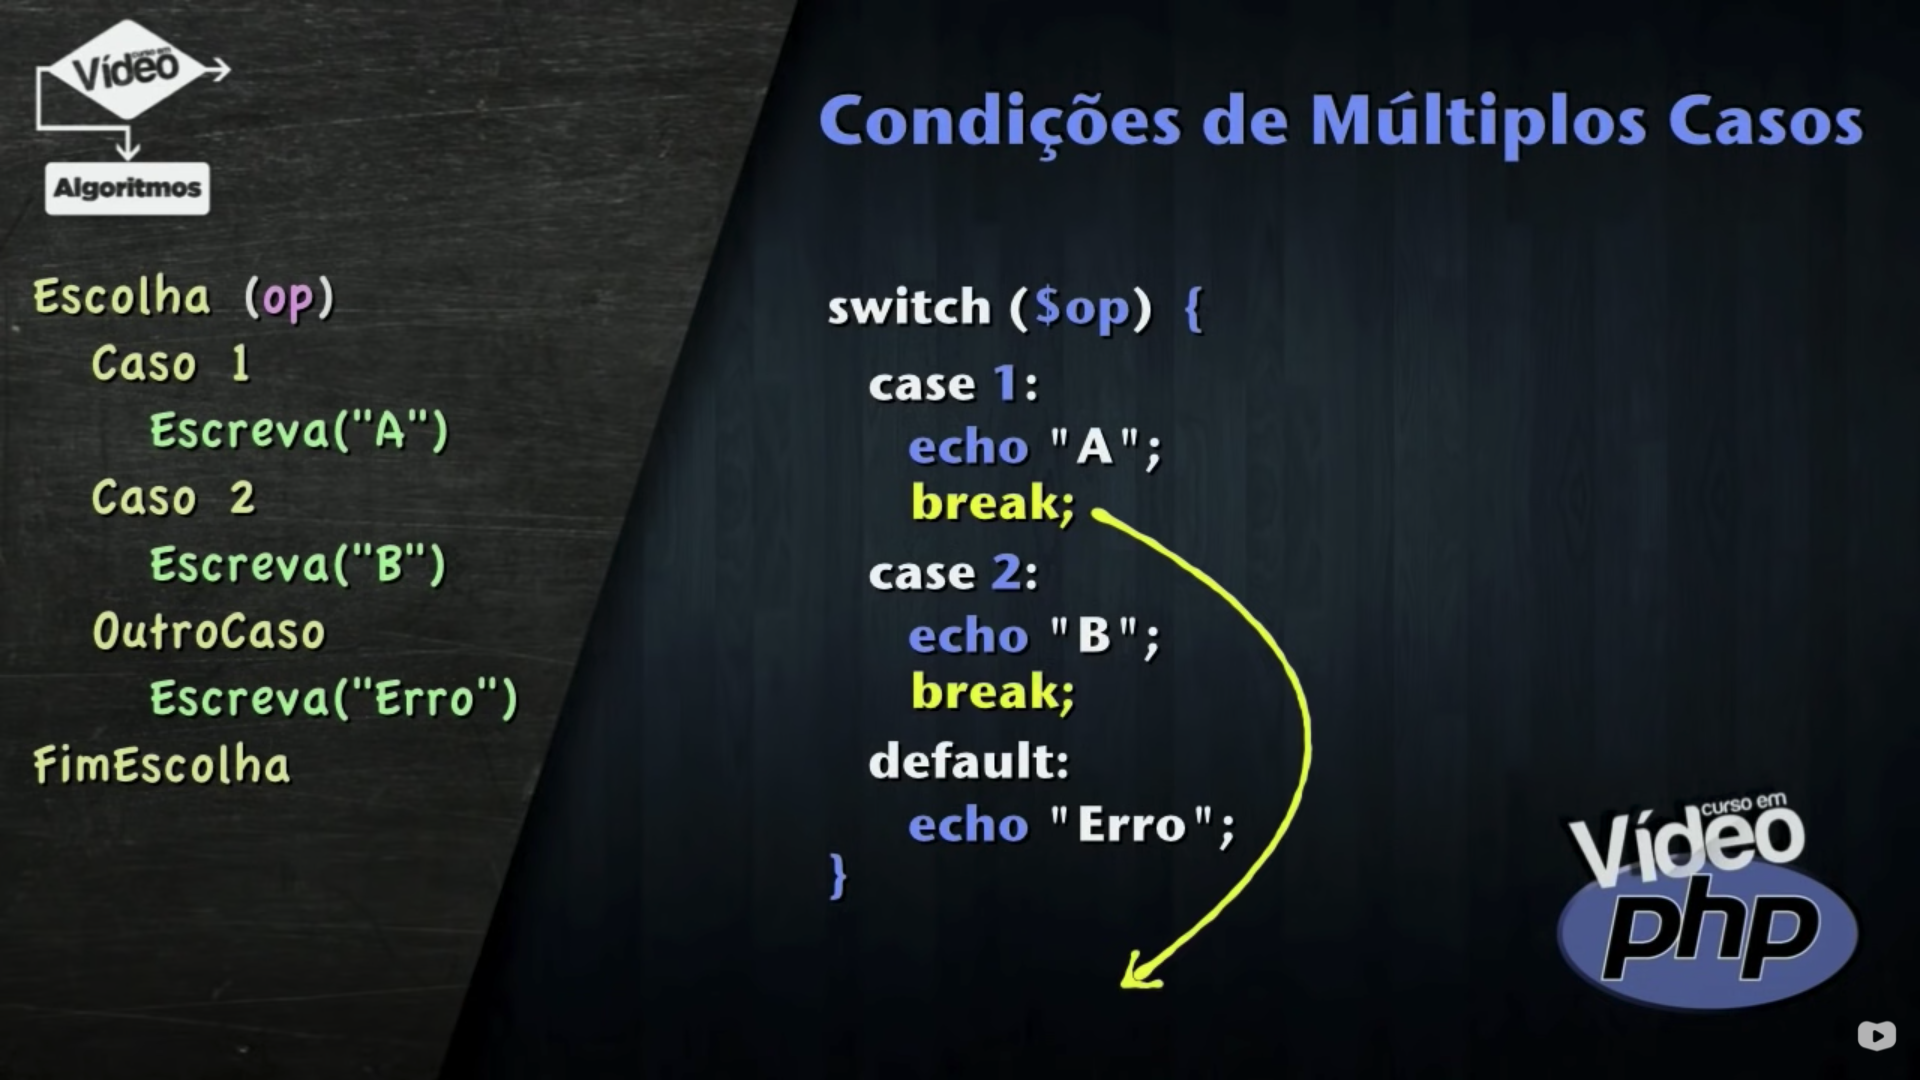 curso em
Vídeo
Algoritmos
Condições de Múltiplos Casos
Escolha (op)
Caso 1
Escreva("A")
Caso 2
Escreva("B")
OutroCaso
Escreva("Erro")
FimEscolha
switch ($op) {
case 1:
echo "A";
break;
case 2:
echo "B";
break;
default:
echo "Erro";
}
curso em
Vídeo
php